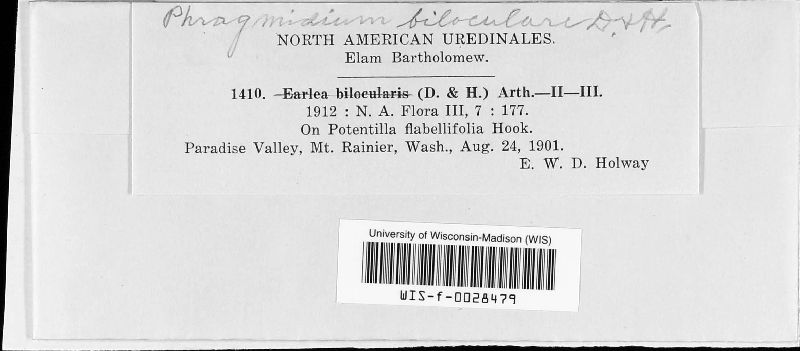 Phragmidium biloculare D. & H.
NORTH AMERICAN UREDINALES.
Elam Bartholomew.
1410. Earlea bilocularis (D. & H.) Arth.—II—III.
1912 : N. A. Flora III, 7 : 177.
On Potentilla flabellifolia Hook.
Paradise Valley, Mt. Rainier, Wash., Aug. 24, 1901.
E. W. D. Holway
University of Wisconsin-Madison (WIS)
WIS-f-0028479